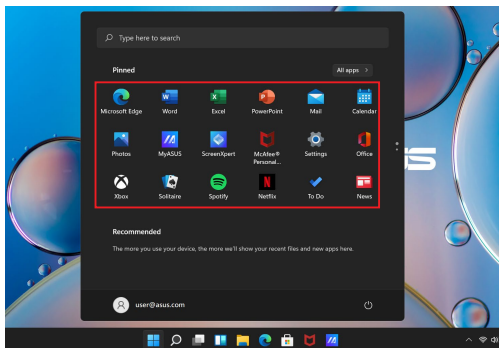 Type here to search
Pinned
All apps >
Microsoft Edge
Word
Excel
PowerPoint
Mail
Calendar
Photos
MyASUS
ScreenXpert
McAfee®
Personal...
Settings
Office
Xbox
Solitaire
Spotify
Netflix
To Do
News
Recommended
The more you use your device, the more we'll show your recent files and new apps here.
user@asus.com